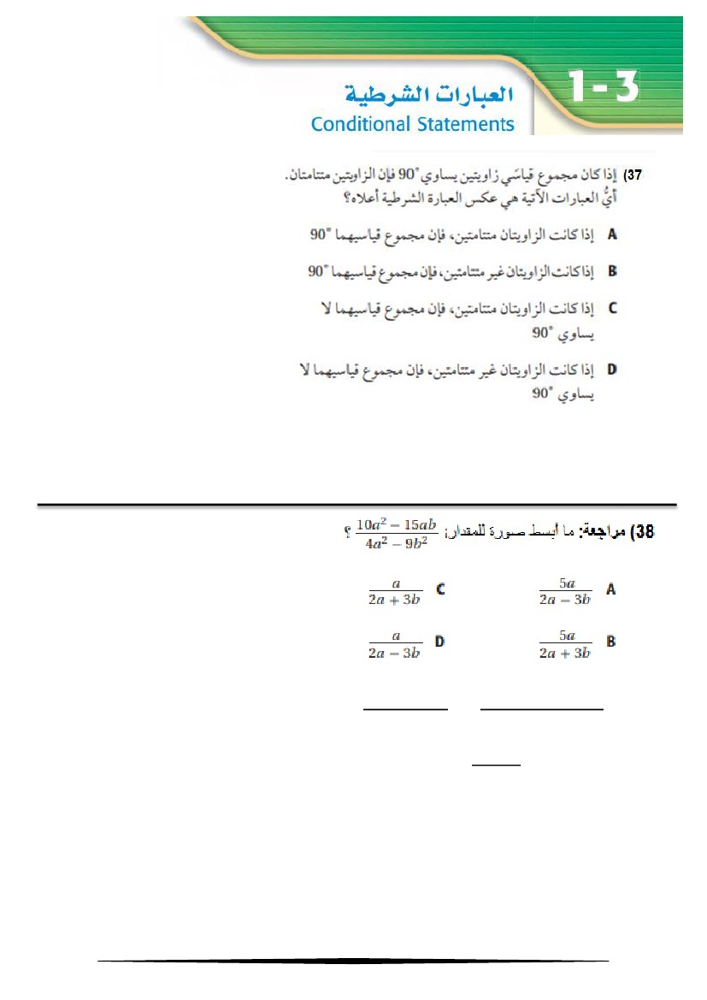 1-3
العبارات الشرطية
Conditional Statements
37) إذا كان مجموع قياسَي زاويتين يساوي 90° فإن الزاويتين متتامتان.
أيُّ العبارات الآتية هي عكس العبارة الشرطية أعلاه؟
A إذا كانت الزاويتان متتامتين، فإن مجموع قياسيهما 90°
B إذا كانت الزاويتان غير متتامتين، فإن مجموع قياسيهما 90°
C إذا كانت الزاويتان متتامتين، فإن مجموع قياسيهما لا
يساوي 90°
D إذا كانت الزاويتان غير متتامتين، فإن مجموع قياسيهما لا
يساوي 90°
38) مراجعة: ما أبسط صورة للمقدار: \frac{10a^2 - 15ab}{4a^2 - 9b^2} ؟
A \frac{5a}{2a - 3b} C \frac{a}{2a + 3b}
B \frac{5a}{2a + 3b} D \frac{a}{2a - 3b}